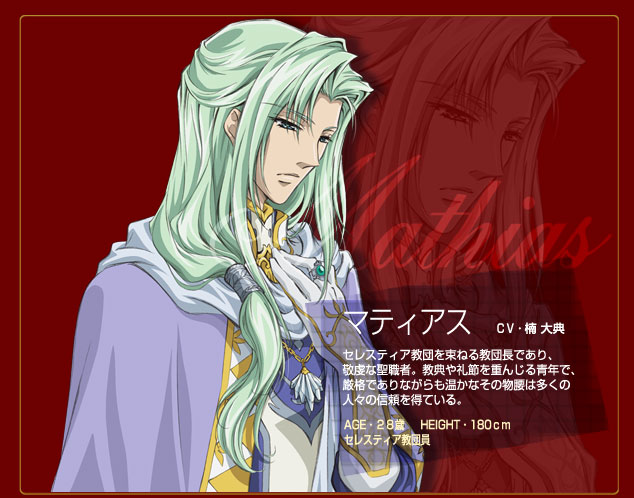 Mathias
マティアス CV・楠 大典
セレスティア教団を束ねる教団長であり、
敬虔な聖職者。教典や礼節を重んじる青年で、
厳格でありながらも温かなその物腰は多くの
人々の信頼を得ている。
AGE・28歳 HEIGHT・180cm
セレスティア教団員